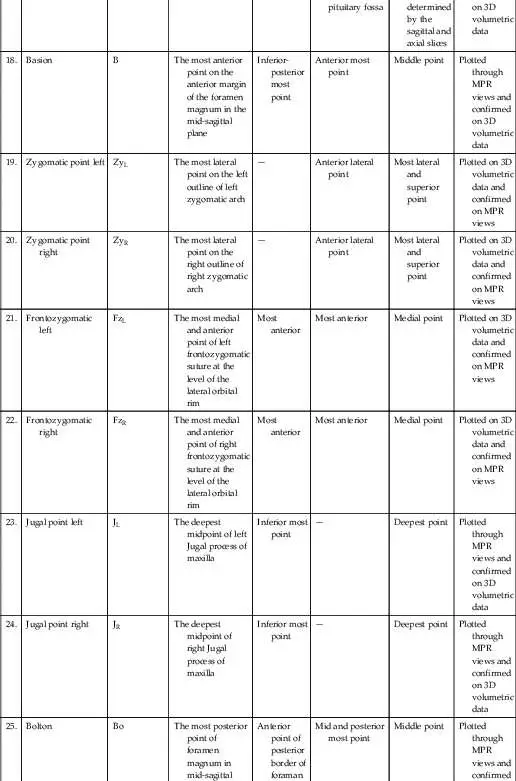 pituitary fossa
determined
by the
sagittal and
axial slices
on 3D
volumetric
data
18. Basion
B
The most anterior
point on the
anterior margin
of the foramen
magnum in the
mid-sagittal
plane
Inferior-
posterior
most
point
Anterior most
point
Middle point
Plotted
through
MPR
views and
confirmed
on 3D
volumetric
data
19. Zygomatic point left
ZyL
The most lateral
point on the left
outline of left
zygomatic arch
—
Anterior lateral
point
Most lateral
and
superior
point
Plotted on 3D
volumetric
data and
confirmed
on MPR
views
20. Zygomatic point
right
ZyR
The most lateral
point on the
right outline of
right zygomatic
arch
—
Anterior lateral
point
Most lateral
and
superior
point
Plotted on 3D
volumetric
data and
confirmed
on MPR
views
21. Frontozygomatic
left
FzL
The most medial
and anterior
point of left
frontozygomatic
suture at the
level of the
lateral orbital
rim
Most
anterior
Most anterior
Medial point
Plotted on 3D
volumetric
data and
confirmed
on MPR
views
22. Frontozygomatic
right
FzR
The most medial
and anterior
point of right
frontozygomatic
suture at the
level of the
lateral orbital
rim
Most
anterior
Most anterior
Medial point
Plotted on 3D
volumetric
data and
confirmed
on MPR
views
23. Jugal point left
JL
The deepest
midpoint of left
Jugal process of
maxilla
Inferior most
point
—
Deepest point
Plotted
through
MPR
views and
confirmed
on 3D
volumetric
data
24. Jugal point right
JR
The deepest
midpoint of
right Jugal
process of
maxilla
Inferior most
point
—
Deepest point
Plotted
through
MPR
views and
confirmed
on 3D
volumetric
data
25. Bolton
Bo
The most posterior
point of
foramen
magnum in
mid-sagittal
Anterior
point of
posterior
border of
foraman
Mid and posterior
most point
Middle point
Plotted
through
MPR
views and
confirmed